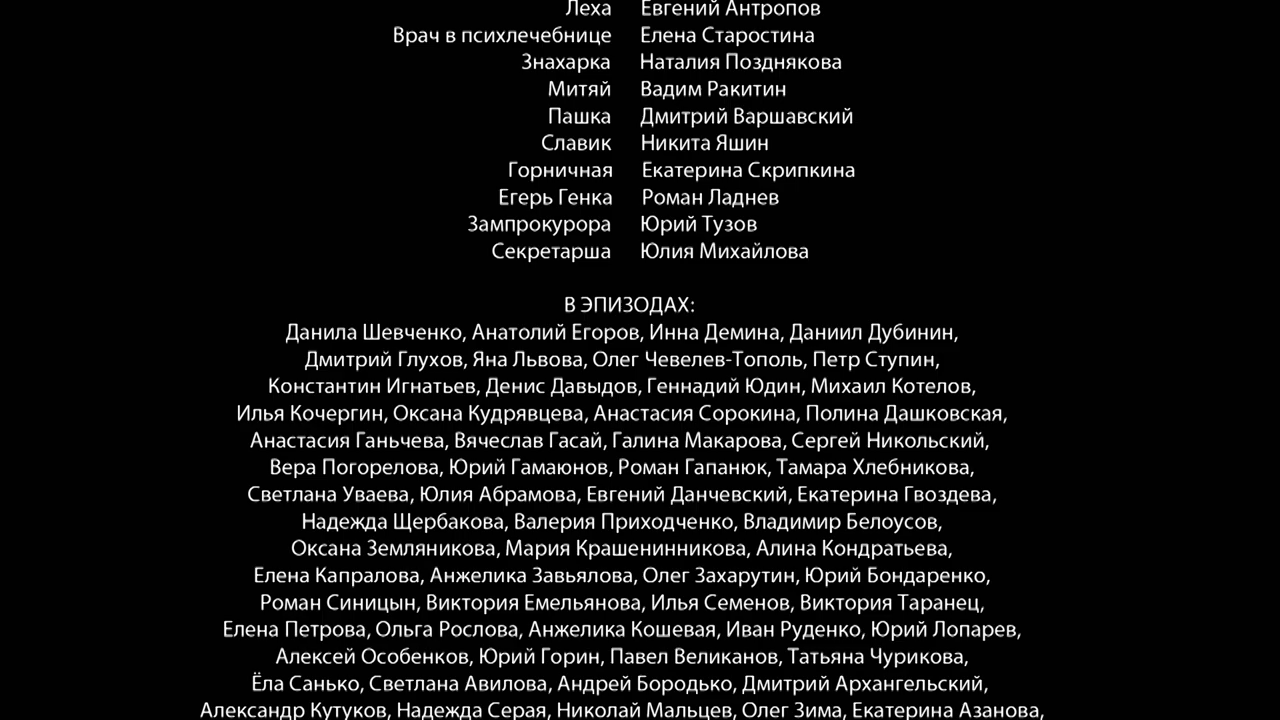 Леха Евгений Антропов
Врач в психлечебнице Елена Старостина
Знахарка Наталия Позднякова
Митяй Вадим Ракитин
Пашка Дмитрий Варшавский
Славик Никита Яшин
Горничная Екатерина Скрипкина
Егерь Генка Роман Ладнев
Зампрокурора Юрий Тузов
Секретарша Юлия Михайлова
В ЭПИЗОДАХ:
Данила Шевченко, Анатолий Егоров, Инна Демина, Даниил Дубинин,
Дмитрий Глухов, Яна Львова, Олег Чевелев-Тополь, Петр Ступин,
Константин Игнатьев, Денис Давыдов, Геннадий Юдин, Михаил Котелов,
Илья Кочергин, Оксана Кудрявцева, Анастасия Сорокина, Полина Дашковская,
Анастасия Ганьчева, Вячеслав Гасай, Галина Макарова, Сергей Никольский,
Вера Погорелова, Юрий Гамаюнов, Роман Гапанюк, Тамара Хлебникова,
Светлана Уваева, Юлия Абрамова, Евгений Данчевский, Екатерина Гвоздева,
Надежда Щербакова, Валерия Приходченко, Владимир Белоусов,
Оксана Земляникова, Мария Крашенинникова, Алина Кондратьева,
Елена Капралова, Анжелика Завьялова, Олег Захарутин, Юрий Бондаренко,
Роман Синицын, Виктория Емельянова, Илья Семенов, Виктория Таранец,
Елена Петрова, Ольга Рослова, Анжелика Кошевая, Иван Руденко, Юрий Лопарев,
Алексей Особенков, Юрий Горин, Павел Великанов, Татьяна Чурикова,
Ёла Санько, Светлана Авилова, Андрей Бородько, Дмитрий Архангельский,
Александр Кутуков, Надежда Серая, Николай Мальцев, Олег Зима, Екатерина Азанова,